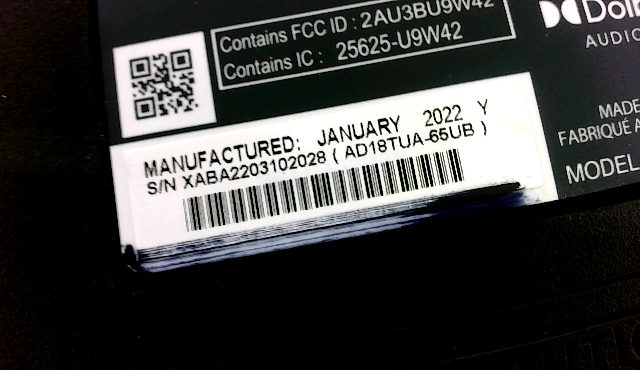 Contains FCC ID : 2AU3BU9W42
Contains IC : 25625-U9W42
AUDIO
MADE
FABRIQUÉ A
MODEL
MANUFACTURED: JANUARY 2022 Y
S/N XABA2203102028 ( AD18TUA-65UB )